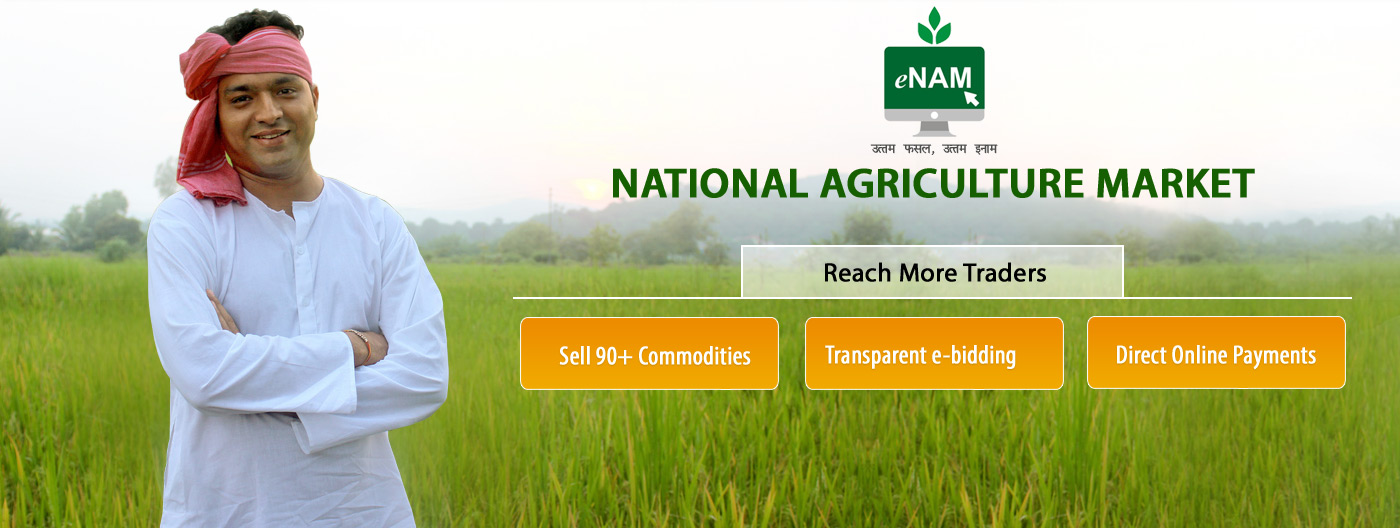 eNAM
उत्तम फसल, उत्तम इनाम
NATIONAL AGRICULTURE MARKET
Reach More Traders
Sell 90+ Commodities
Transparent e-bidding
Direct Online Payments